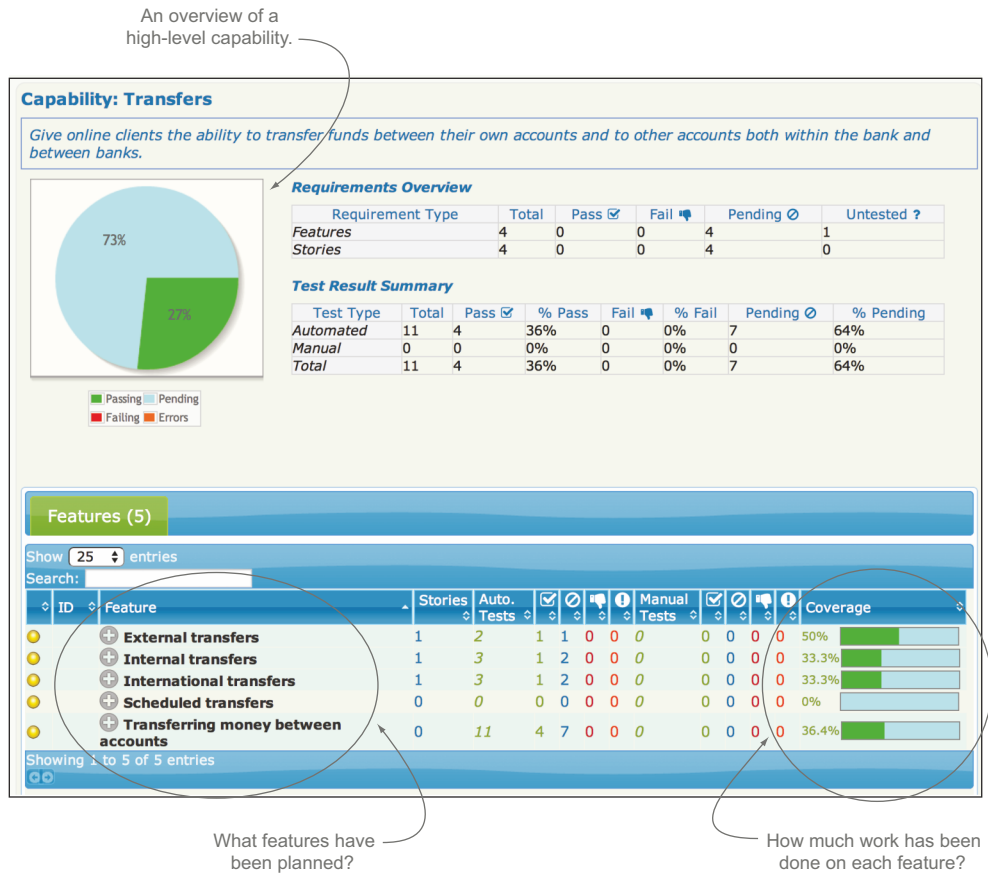 An overview of a
high-level capability.
Capability: Transfers
Give online clients the ability to transfer funds between their own accounts and to other accounts both within the bank and
between banks.
73%
27%
Passing Pending
Failing Errors
Requirements Overview
Requirement Type Total Pass Fail Pending Untested ?
Features 4 0 0 4 1
Stories 4 0 0 4 0
Test Result Summary
Test Type Total Pass % Pass Fail % Fail Pending % Pending
Automated 11 4 36% 0 0% 7 64%
Manual 0 0 0% 0 0% 0 0%
Total 11 4 36% 0 0% 7 64%
Features (5)
Show 25 entries
Search:
ID Feature Stories Auto. Tests Manual Tests Coverage
External transfers 1 2 1 1 0 0 0 0 0 0 0 50%
Internal transfers 1 3 1 2 0 0 0 0 0 0 0 33.3%
International transfers 1 3 1 2 0 0 0 0 0 0 0 33.3%
Scheduled transfers 0 0 0 0 0 0 0 0 0 0 0 0%
Transferring money between
accounts 0 11 4 7 0 0 0 0 0 0 0 36.4%
Showing 1 to 5 of 5 entries
What features have
been planned?
How much work has been
done on each feature?